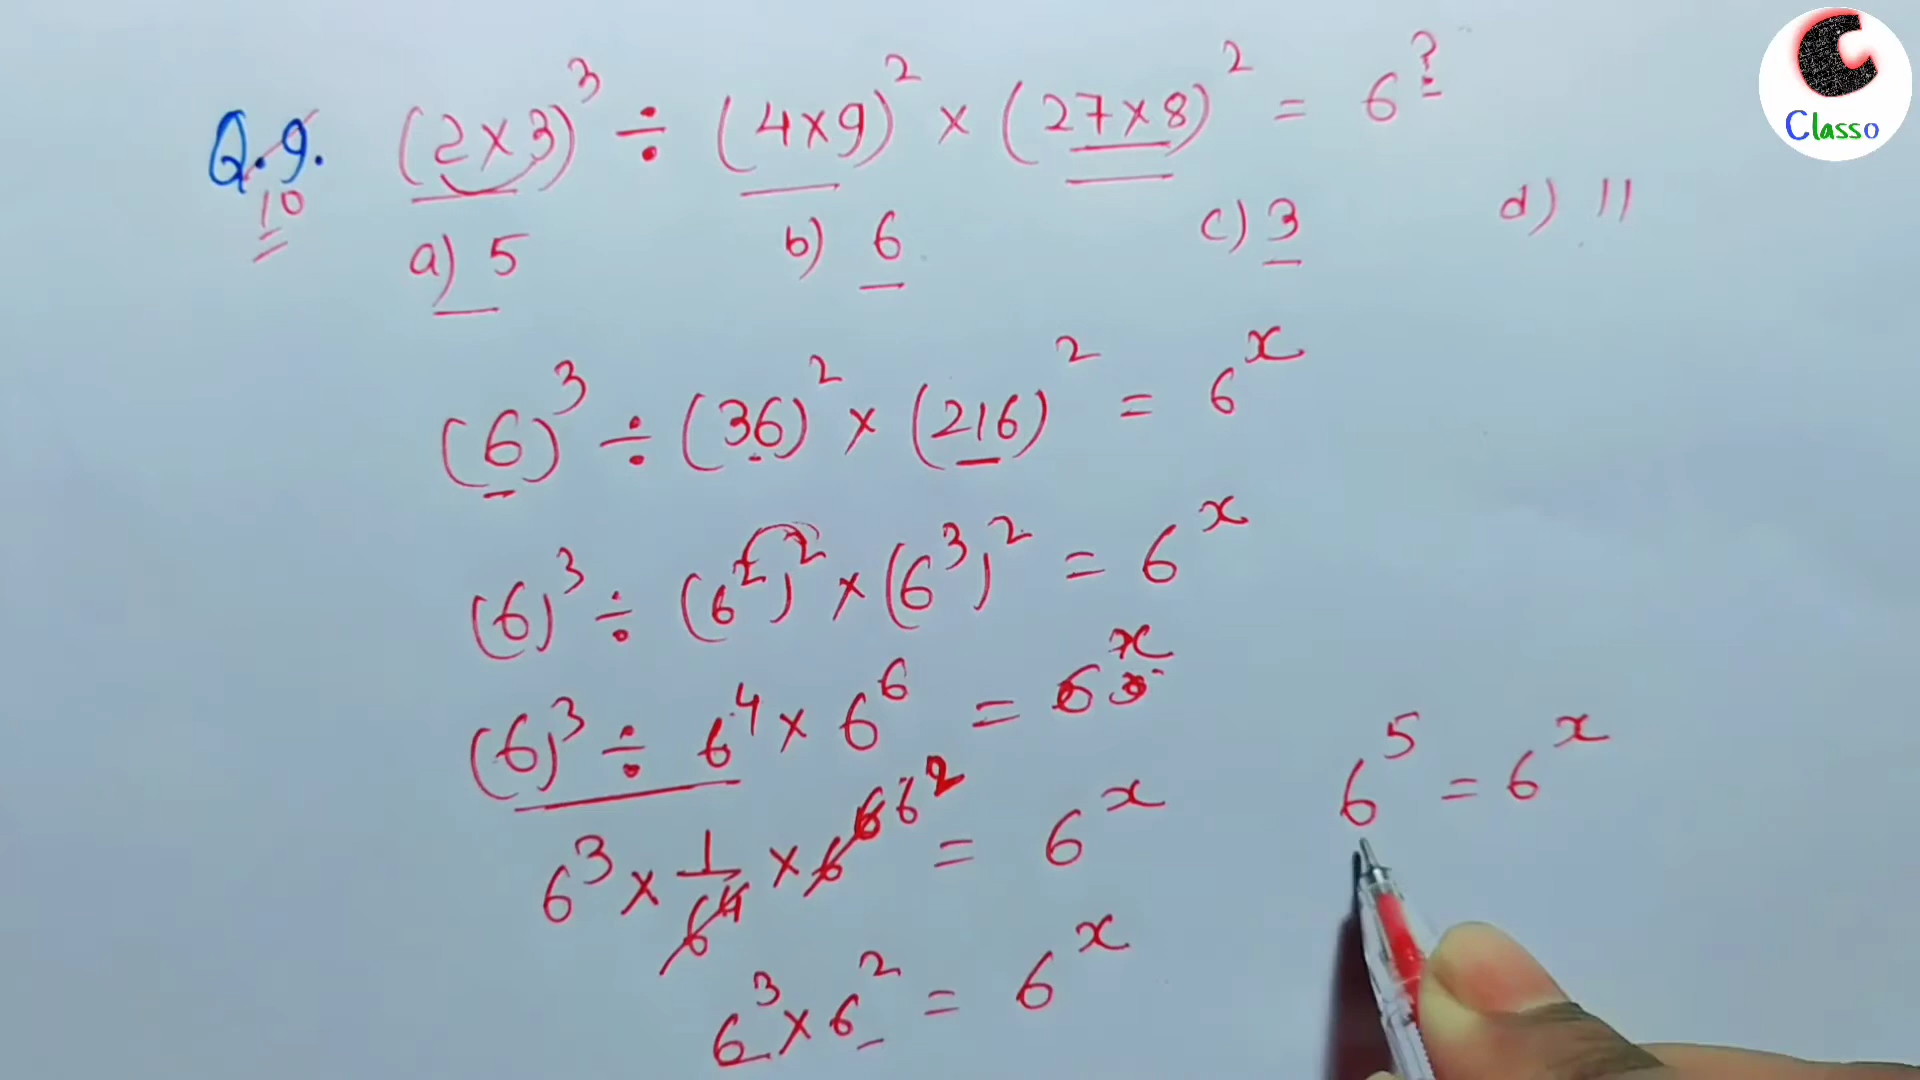 Q.9. (2×3)³ ÷ (4×9)² × (27×8)² = 6^?
10
a) 5 b) 6 c) 3 d) 11
(6)³ ÷ (36)² × (216)² = 6^x
(6)³ ÷ (6²)² × (6³)² = 6^x
(6)³ ÷ 6⁴ × 6⁶ = 6^x
6³ × 1/6⁴ × 6⁶ 6² = 6^x
6³ × 6² = 6^x
6⁵ = 6^x
C
Classo